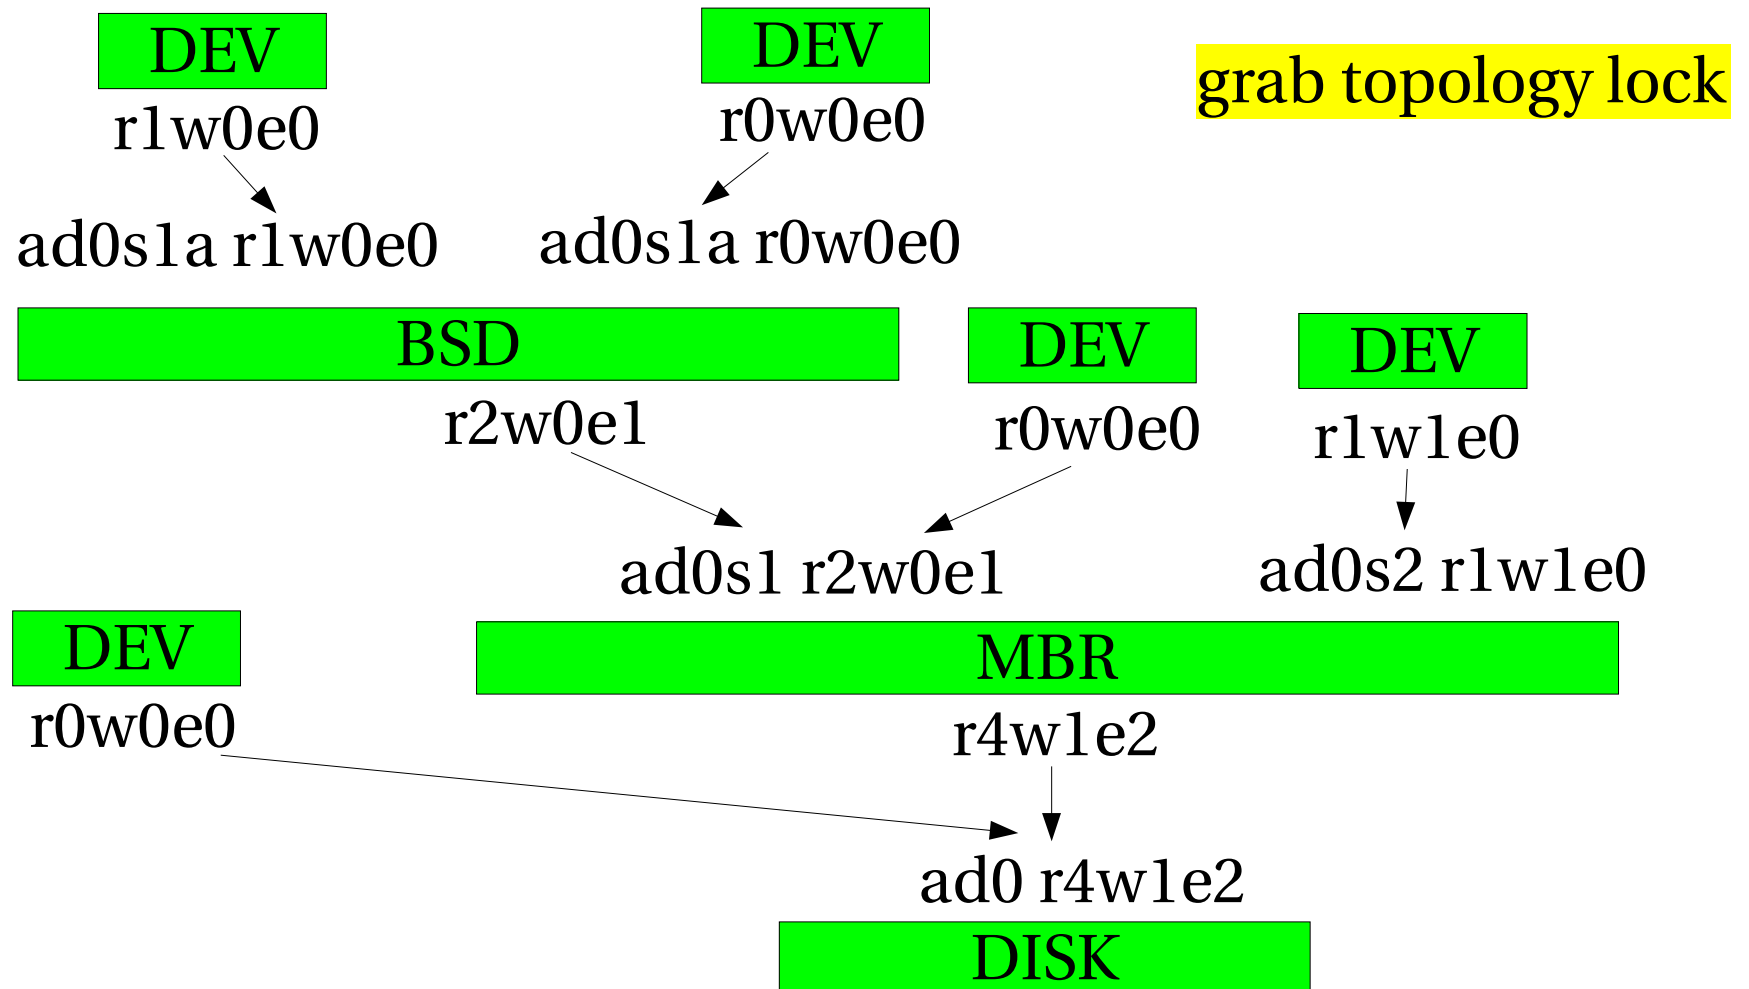 DEV
DEV
grab topology lock
r1w0e0
r0w0e0
ad0s1a r1w0e0
ad0s1a r0w0e0
BSD
DEV
DEV
r2w0e1
r0w0e0
r1w1e0
ad0s1 r2w0e1
ad0s2 r1w1e0
DEV
MBR
r0w0e0
r4w1e2
ad0 r4w1e2
DISK